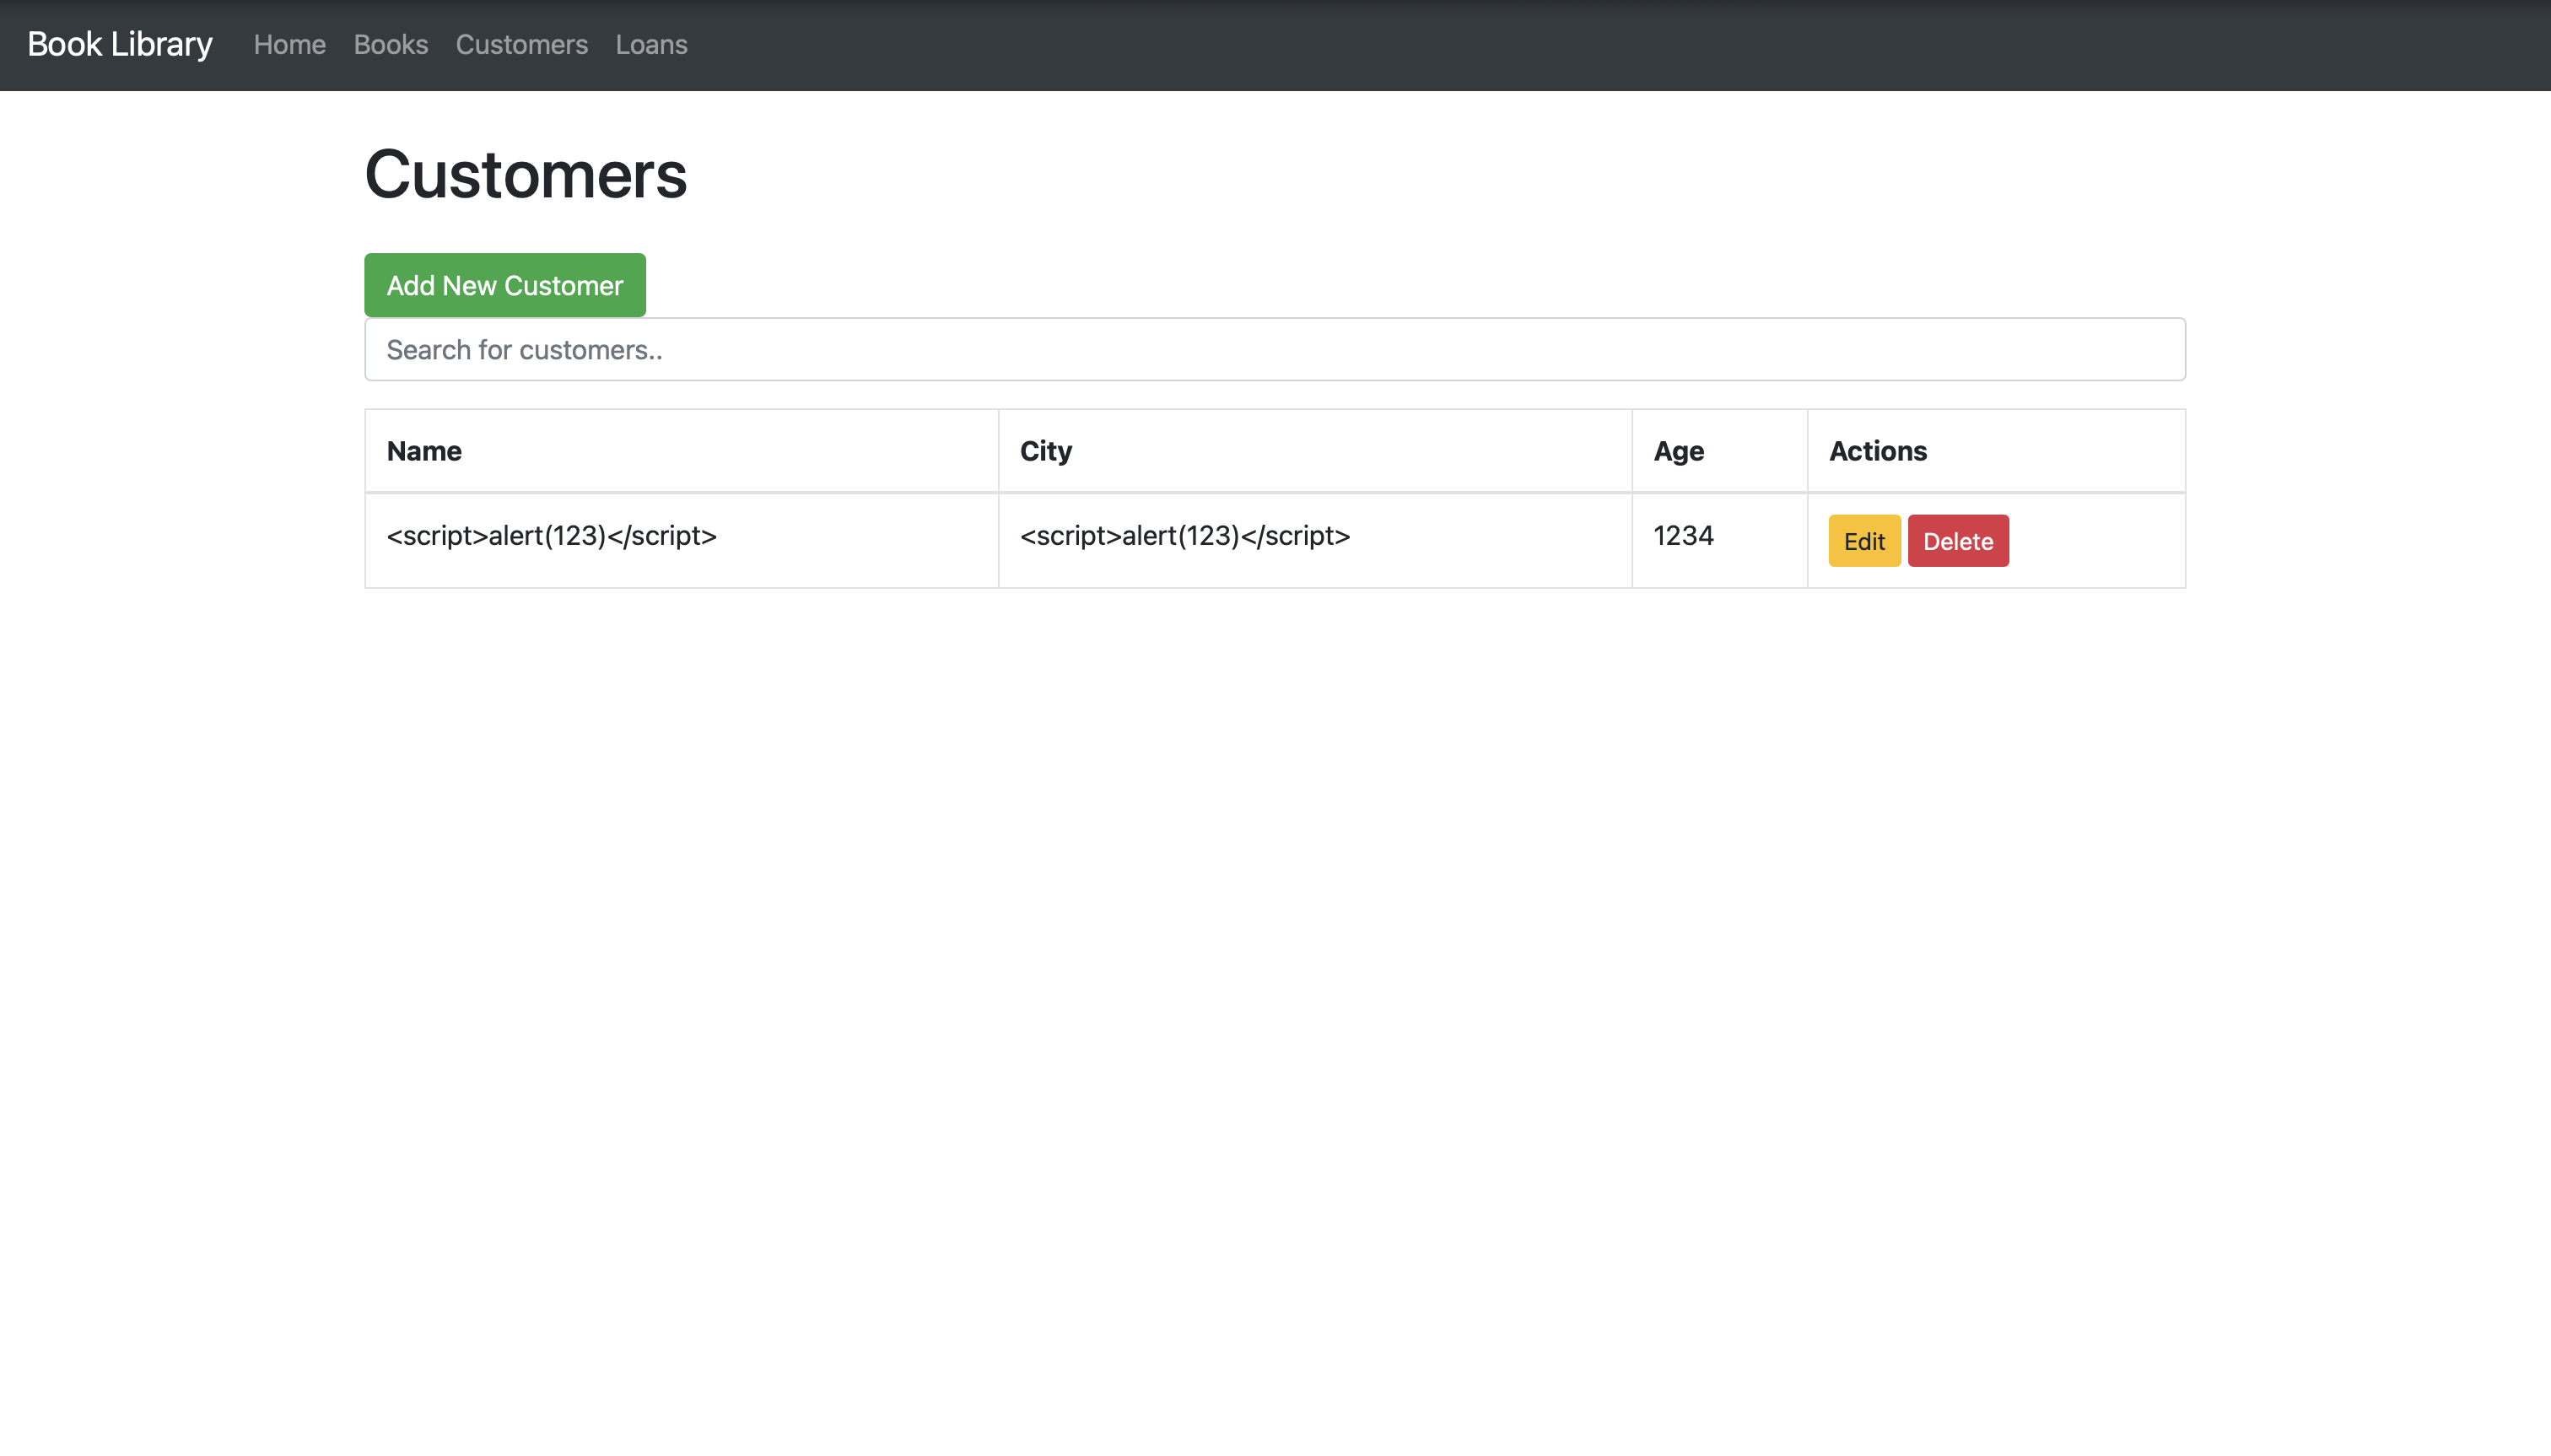 Book Library Home Books Customers Loans
Customers
Add New Customer
Search for customers..
Name City Age Actions
<script>alert(123)</script> <script>alert(123)</script> 1234 Edit Delete